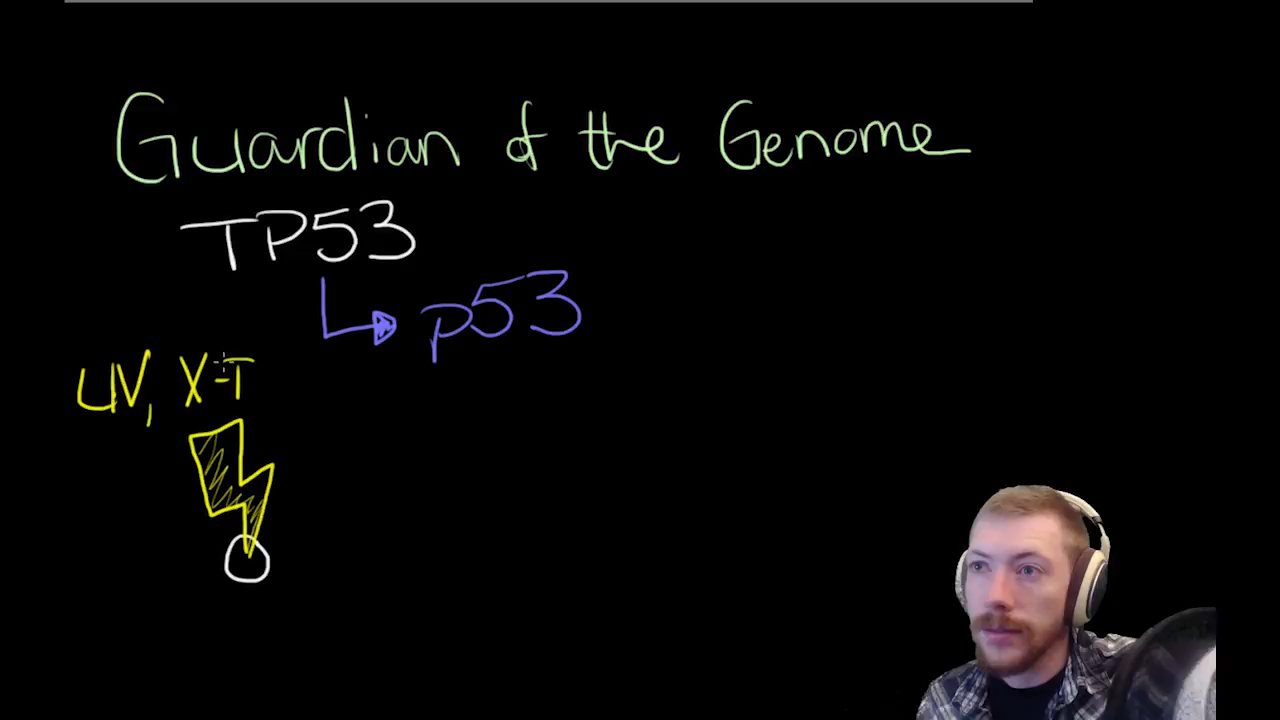 Guardian of the Genome
TP53
p53
UV, X-